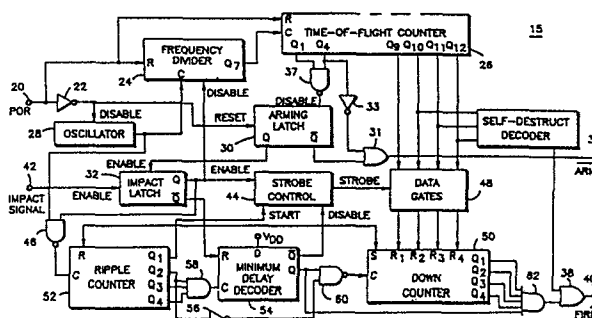 R TIME-OF-FLIGHT COUNTER
C Q1 Q4 Q9 Q10 Q11 Q12
15
26
FREQUENCY
DIVIDER
R Q7
C
24
20
POR
22
DISABLE
OSCILLATOR
28
37
33
DISABLE
DISABLE
RESET
ARMING
LATCH
Q Q
30
31
SELF-DESTRUCT
DECODER
3
ARM
ENABLE
42
IMPACT
SIGNAL
32
ENABLE
IMPACT
LATCH
Q
Q
ENABLE
44
STROBE
CONTROL
STROBE
DATA
GATES
48
START
DISABLE
46
VDD
R
RIPPLE
COUNTER
C
Q1
Q2
Q3
Q4
52
58
56
R D Q
MINIMUM
DELAY
DECODER
C Q
54
60
S R1 R2 R3 R4
C
DOWN
COUNTER
50
Q1
Q2
Q3
Q4
82
38
40
FIRE